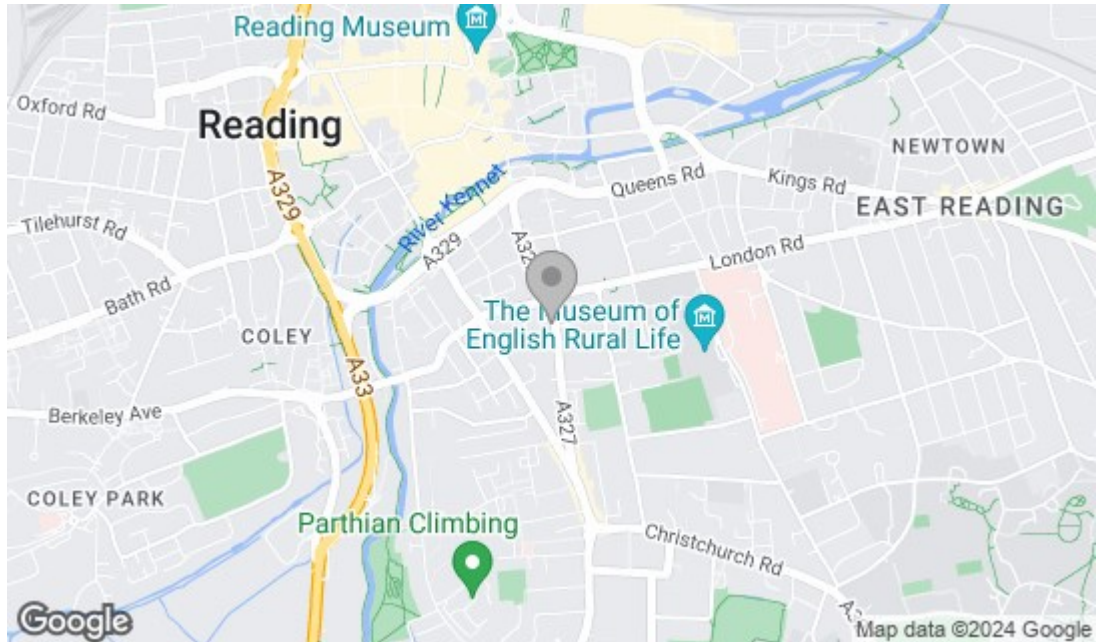 Reading Museum
Oxford Rd
Reading
NEWTOWN
Queens Rd
Kings Rd
A329
River Kennet
EAST READING
Tilehurst Rd
A329
London Rd
Bath Rd
The Museum of
English Rural Life
COLEY
A33
Berkeley Ave
A327
COLEY PARK
Parthian Climbing
Christchurch Rd
Google
Map data ©2024 Google